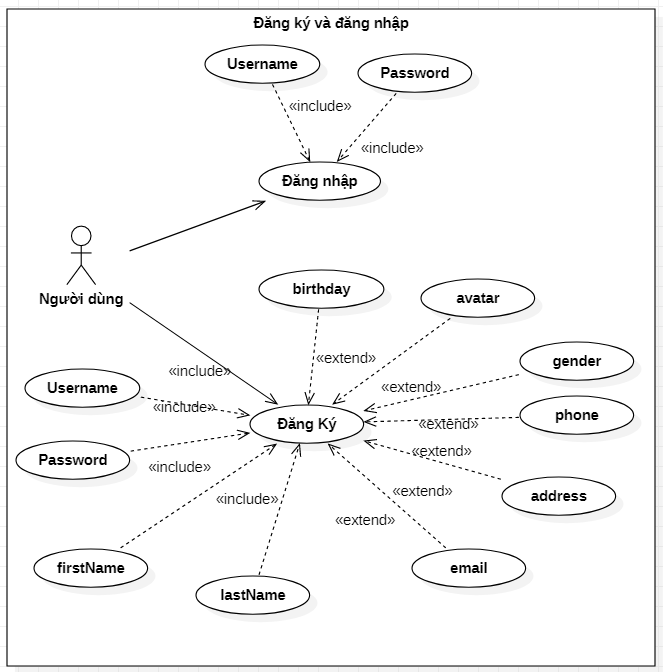 Đăng ký và đăng nhập
Username
Password
«include»
«include»
Đăng nhập
Người dùng
birthday
avatar
«extend»
gender
«include»
Username
«extend»
«include»
phone
Đăng Ký
«extend»
Password
«extend»
«include»
address
«extend»
«include»
«extend»
firstName
email
lastName